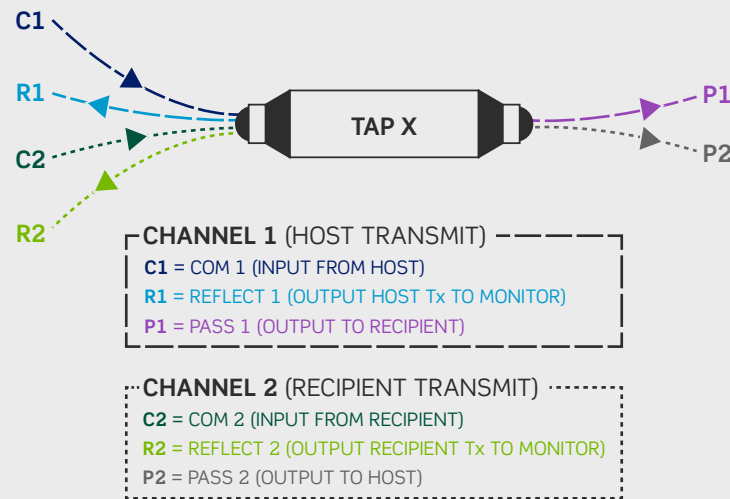 C1
R1
C2
R2
TAP X
P1
P2
CHANNEL 1 (HOST TRANSMIT)
C1 = COM 1 (INPUT FROM HOST)
R1 = REFLECT 1 (OUTPUT HOST Tx TO MONITOR)
P1 = PASS 1 (OUTPUT TO RECIPIENT)
CHANNEL 2 (RECIPIENT TRANSMIT)
C2 = COM 2 (INPUT FROM RECIPIENT)
R2 = REFLECT 2 (OUTPUT RECIPIENT Tx TO MONITOR)
P2 = PASS 2 (OUTPUT TO HOST)